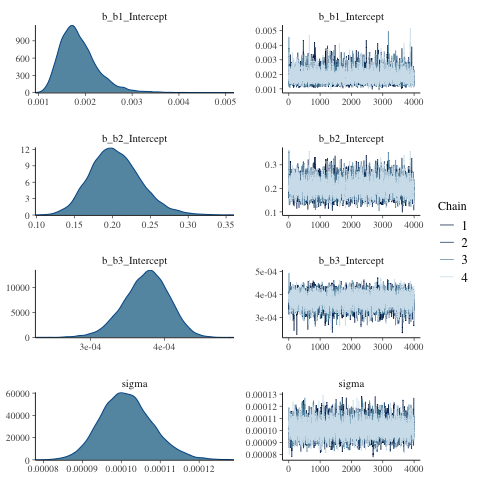 b_b1_Intercept
900
600
300
0
0.001 0.002 0.003 0.004 0.005
b_b1_Intercept
0.005
0.004
0.003
0.002
0.001
0 1000 2000 3000 4000
b_b2_Intercept
12
9
6
3
0
0.10 0.15 0.20 0.25 0.30 0.35
b_b2_Intercept
0.3
0.2
0.1
0 1000 2000 3000 4000
b_b3_Intercept
10000
5000
0
3e-04 4e-04
b_b3_Intercept
5e-04
4e-04
3e-04
0 1000 2000 3000 4000
sigma
60000
40000
20000
0
0.00008 0.00009 0.00010 0.00011 0.00012
sigma
0.00013
0.00012
0.00011
0.00010
0.00009
0.00008
0 1000 2000 3000 4000
Chain
1
2
3
4